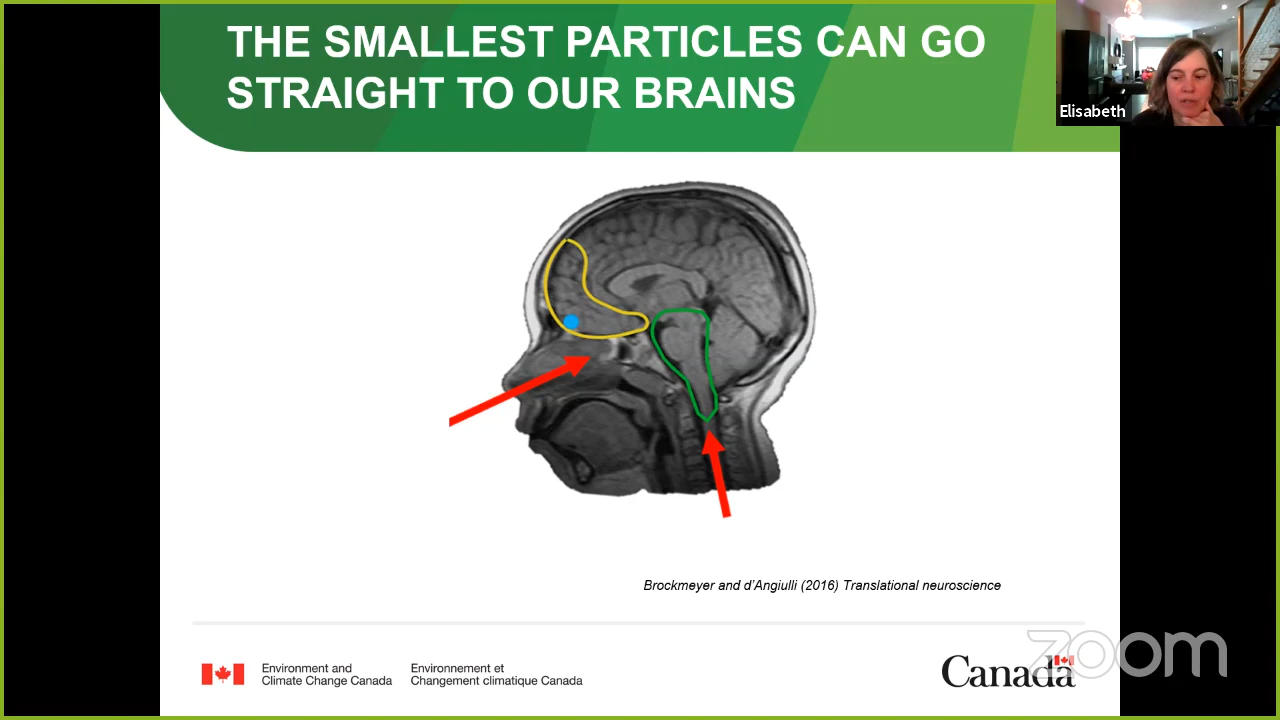 THE SMALLEST PARTICLES CAN GO
STRAIGHT TO OUR BRAINS
Elisabeth
Brockmeyer and d'Angiulli (2016) Translational neuroscience
Environment and
Climate Change Canada
Environnement et
Changement climatique Canada
Canada
zoom